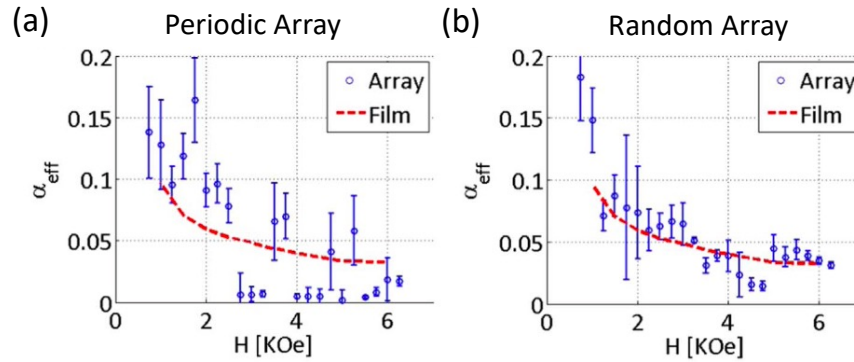 (a) Periodic Array
0.2
0.15
0.1
0.05
0
α_eff
Array
Film
0 2 4 6
H [KOe]
(b) Random Array
0.2
0.15
0.1
0.05
0
α_eff
Array
Film
0 2 4 6
H [KOe]